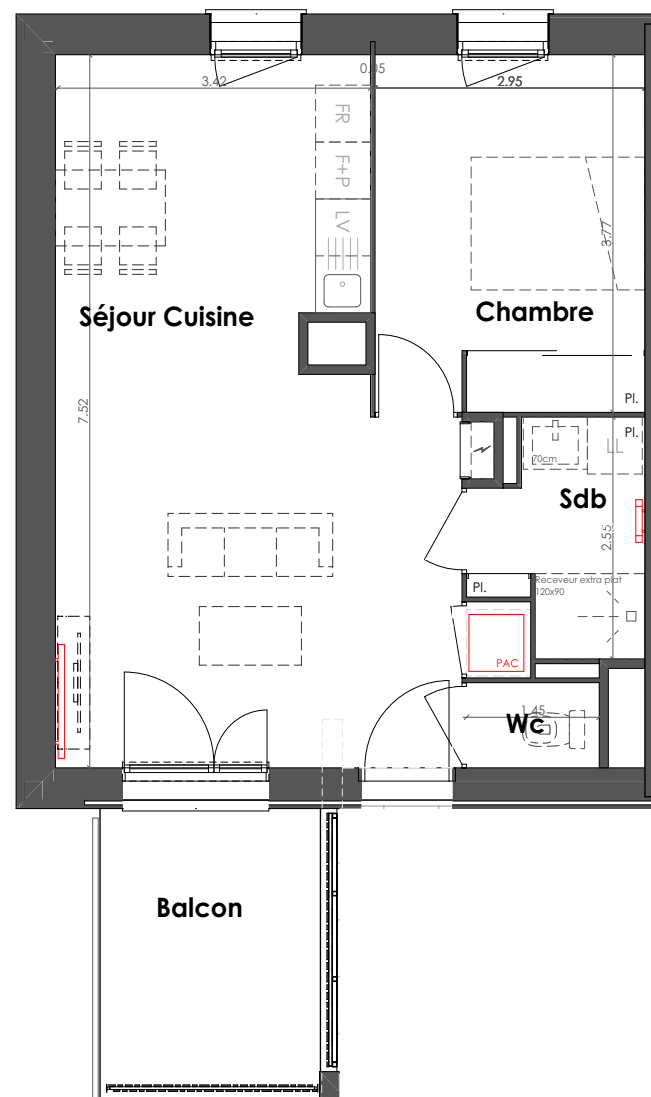 0.05
3.42
2.95
FR
F+P
LV
3.77
Séjour Cuisine
Chambre
7.52
Pl.
Pl.
LL
70cm
Sdb
2.55
Receveur extra plat
120x90
Pl.
PAC
1.45
Wc
Balcon